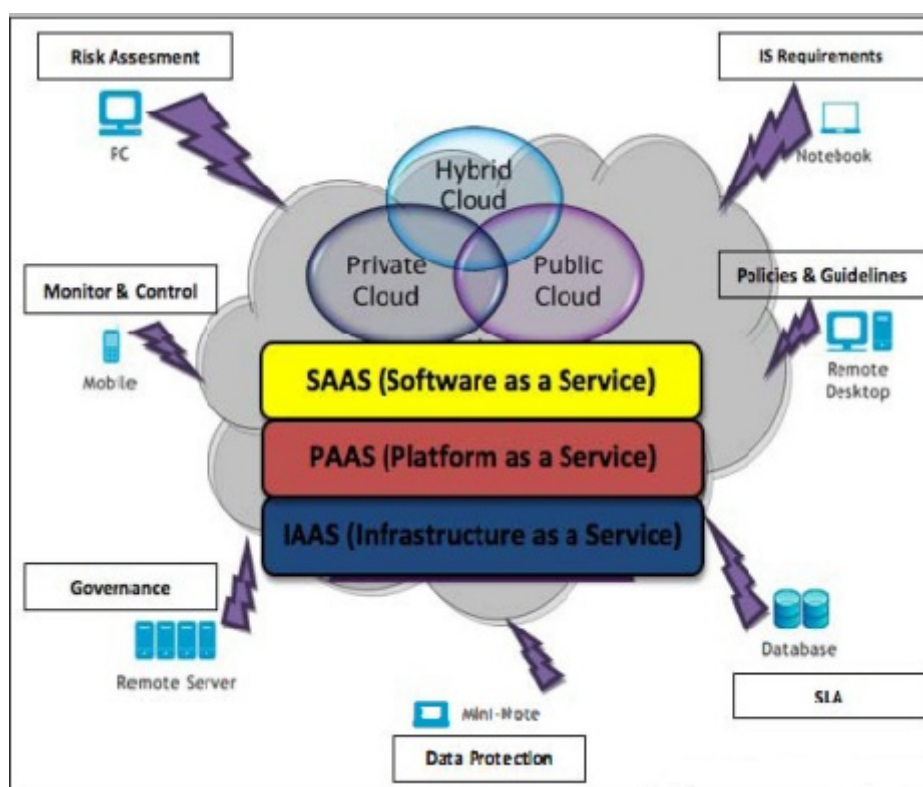 Risk Assesment
IS Requirements
PC
Notebook
Hybrid
Cloud
Private
Cloud
Public
Cloud
Monitor & Control
Policies & Guidelines
Mobile
Remote
Desktop
SAAS (Software as a Service)
PAAS (Platform as a Service)
IAAS (Infrastructure as a Service)
Governance
Remote Server
Database
SLA
Mini-Note
Data Protection